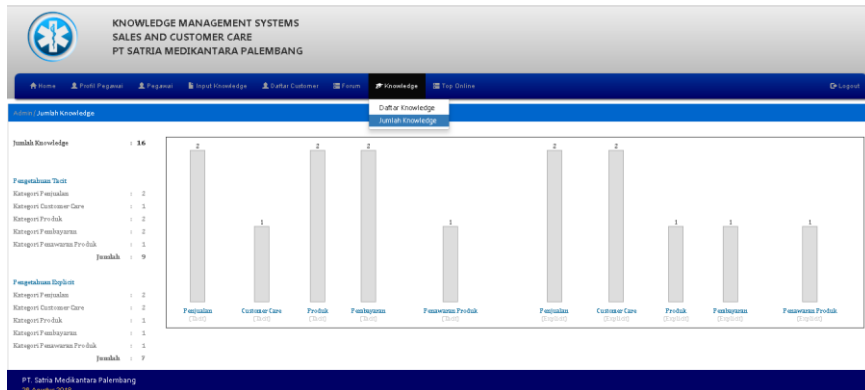 KNOWLEDGE MANAGEMENT SYSTEMS
SALES AND CUSTOMER CARE
PT SATRIA MEDIKANTARA PALEMBANG
Home Profil Pegawai Pegawai Input Knowledge Daftar Customer Forum Knowledge Top Online Logout
Daftar Knowledge
Jumlah Knowledge
Admin / Jumlah Knowledge
Jumlah Knowledge : 16
Pengetahuan Tacit
Kategori Penjualan : 2
Kategori Customer Care : 1
Kategori Produk : 2
Kategori Pembayaran : 2
Kategori Penawaran Produk : 1
Jumlah : 9
Pengetahuan Explicit
Kategori Penjualan : 2
Kategori Customer Care : 2
Kategori Produk : 1
Kategori Pembayaran : 1
Kategori Penawaran Produk : 1
Jumlah : 7
2 1 2 2 1 2 2 1 1 1
Penjualan Customer Care Produk Pembayaran Penawaran Produk Penjualan Customer Care Produk Pembayaran Penawaran Produk
[Tacit] [Tacit] [Tacit] [Tacit] [Tacit] [Explicit] [Explicit] [Explicit] [Explicit] [Explicit]
PT. Satria Medikantara Palembang
28 Agustus 2018